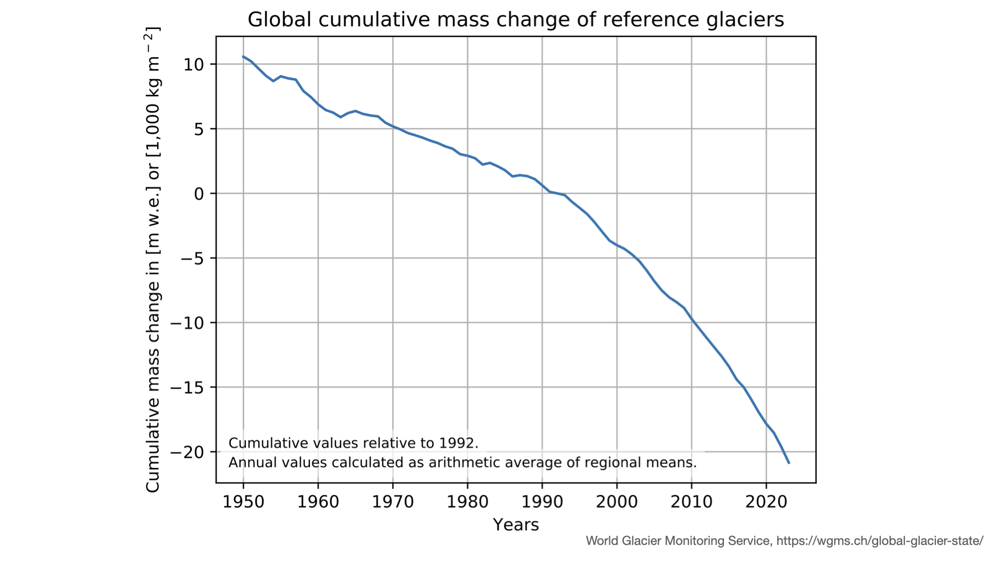 Global cumulative mass change of reference glaciers
Cumulative mass change in [m w.e.] or [1,000 kg m⁻²]
10
5
0
−5
−10
−15
−20
Cumulative values relative to 1992.
Annual values calculated as arithmetic average of regional means.
1950 1960 1970 1980 1990 2000 2010 2020
Years
World Glacier Monitoring Service, https://wgms.ch/global-glacier-state/